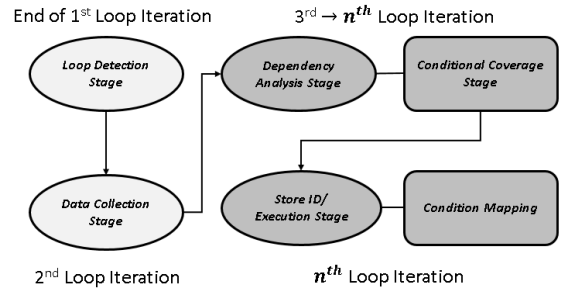 End of 1st Loop Iteration
3rd → nth Loop Iteration
Loop Detection
Stage
Dependency
Analysis Stage
Conditional Coverage
Stage
Data Collection
Stage
Store ID/
Execution Stage
Condition Mapping
2nd Loop Iteration
nth Loop Iteration